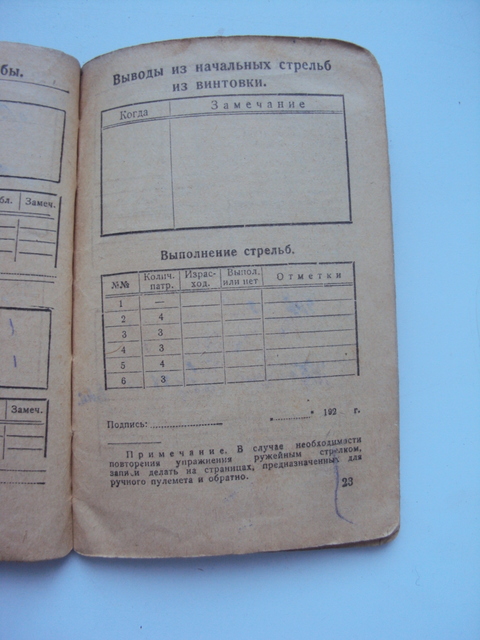 бы.
бл. Замеч.
Замеч.
Выводы из начальных стрельб
из винтовки.
Когда Замечание
Выполнение стрельб.
№№ Колич. патр. Израс- ход. Выпол. или нет Отметки
1 —
2 4
3 3
4 3
5 4
6 3
Подпись: „ " 192 г.
Примечание. В случае необходимости
повторения упражнения ружейным стрелком,
записи делать на страницах, предназначенных для
ручного пулемета и обратно.
23